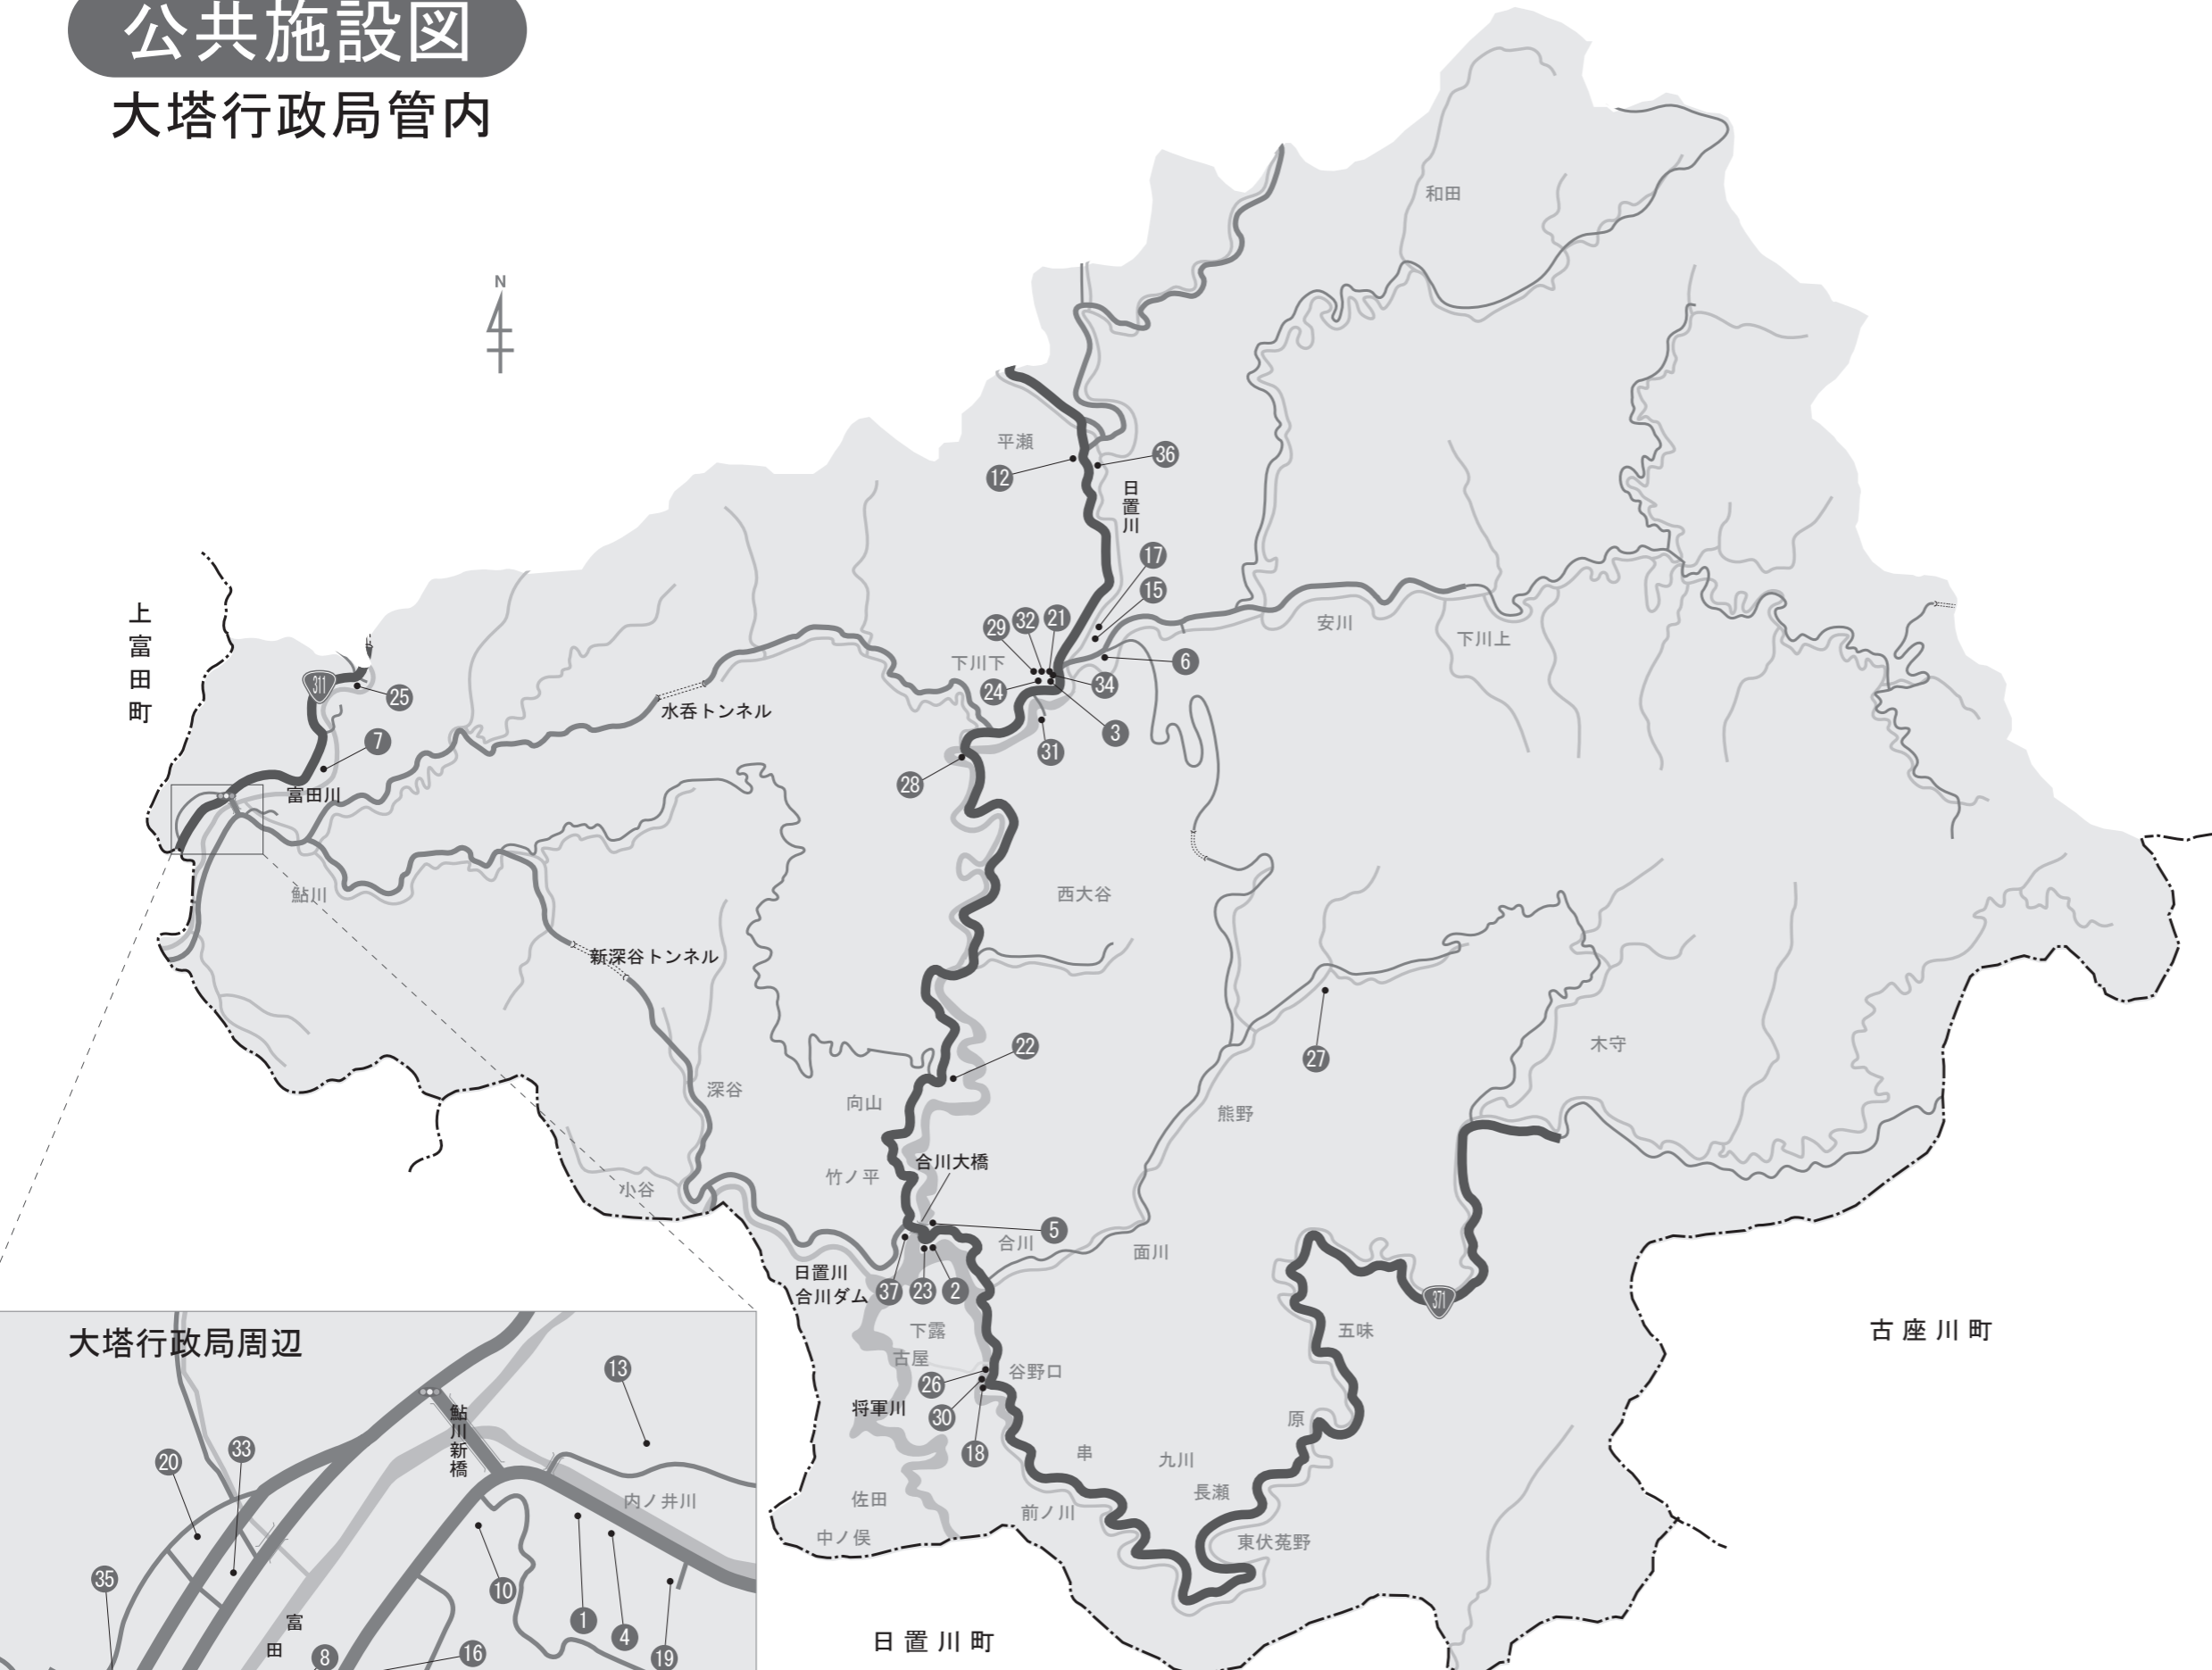 公共施設図
大塔行政局管内
N
和田
平瀬
12
36
日置川
17
15
21
32
29
安川
下川上
上富田町
下川下
6
311
25
24
34
水呑トンネル
3
7
31
28
富田川
鮎川
西大谷
新深谷トンネル
22
27
木守
深谷
向山
熊野
合川大橋
竹ノ平
小谷
5
合川
面川
日置川
合川ダム
37
23
2
371
下露
五味
古座川町
古屋
谷野口
26
将軍川
30
原
18
串
九川
長瀬
佐田
前ノ川
中ノ俣
東伏菟野
日置川町
大塔行政局周辺
13
鮎川新橋
20
33
内ノ井川
35
10
1
4
富
田
8
16
19